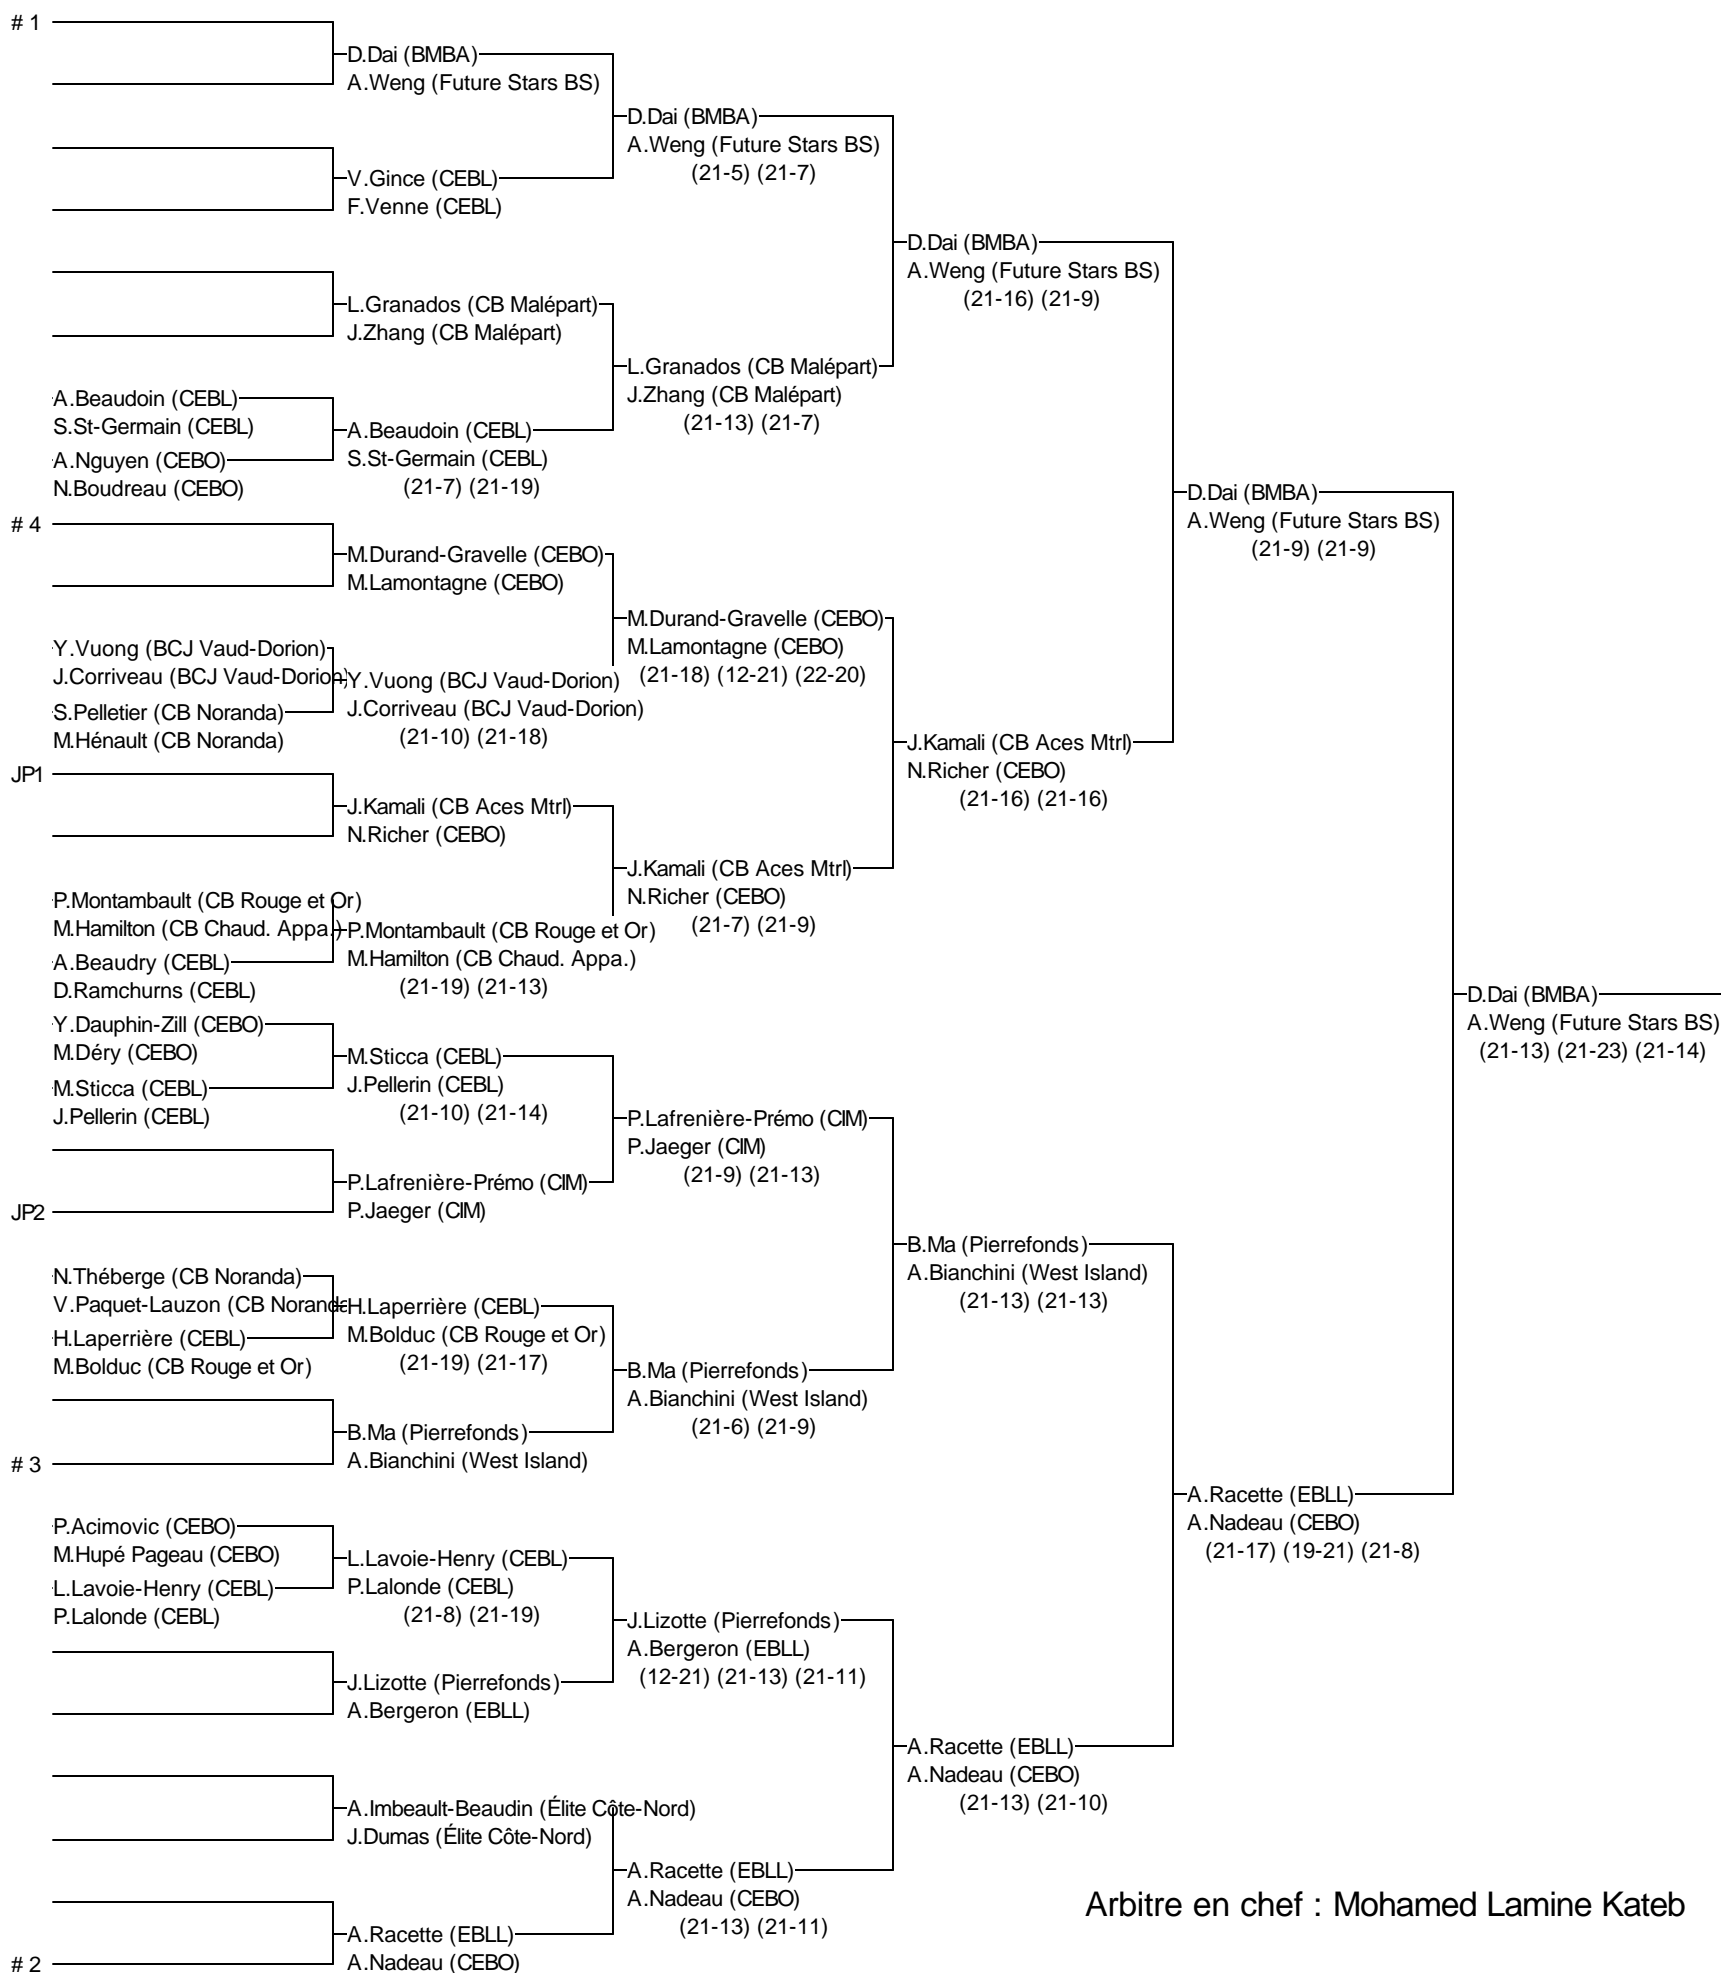 # 1
D.Dai (BMBA)
A.Weng (Future Stars BS)
D.Dai (BMBA)
A.Weng (Future Stars BS)
(21-5) (21-7)
V.Gince (CEBL)
F.Venne (CEBL)
D.Dai (BMBA)
A.Weng (Future Stars BS)
(21-16) (21-9)
L.Granados (CB Malépart)
J.Zhang (CB Malépart)
L.Granados (CB Malépart)
J.Zhang (CB Malépart)
(21-13) (21-7)
A.Beaudoin (CEBL)
S.St-Germain (CEBL)
A.Beaudoin (CEBL)
S.St-Germain (CEBL)
(21-7) (21-19)
A.Nguyen (CEBO)
N.Boudreau (CEBO)
D.Dai (BMBA)
A.Weng (Future Stars BS)
(21-9) (21-9)
# 4
M.Durand-Gravelle (CEBO)
M.Lamontagne (CEBO)
M.Durand-Gravelle (CEBO)
M.Lamontagne (CEBO)
(21-18) (12-21) (22-20)
Y.Vuong (BCJ Vaud-Dorion)
J.Corriveau (BCJ Vaud-Dorion)
Y.Vuong (BCJ Vaud-Dorion)
J.Corriveau (BCJ Vaud-Dorion)
(21-10) (21-18)
S.Pelletier (CB Noranda)
M.Hénault (CB Noranda)
J.Kamali (CB Aces Mtrl)
N.Richer (CEBO)
(21-16) (21-16)
JP1
J.Kamali (CB Aces Mtrl)
N.Richer (CEBO)
J.Kamali (CB Aces Mtrl)
N.Richer (CEBO)
(21-7) (21-9)
P.Montambault (CB Rouge et Or)
M.Hamilton (CB Chaud. Appa.)
P.Montambault (CB Rouge et Or)
M.Hamilton (CB Chaud. Appa.)
(21-19) (21-13)
A.Beaudry (CEBL)
D.Ramchurns (CEBL)
D.Dai (BMBA)
A.Weng (Future Stars BS)
(21-13) (21-23) (21-14)
Y.Dauphin-Zill (CEBO)
M.Déry (CEBO)
M.Sticca (CEBL)
J.Pellerin (CEBL)
(21-10) (21-14)
M.Sticca (CEBL)
J.Pellerin (CEBL)
P.Lafrenière-Prémo (CIM)
P.Jaeger (CIM)
(21-9) (21-13)
P.Lafrenière-Prémo (CIM)
P.Jaeger (CIM)
JP2
B.Ma (Pierrefonds)
A.Bianchini (West Island)
(21-13) (21-13)
N.Théberge (CB Noranda)
V.Paquet-Lauzon (CB Noranda
H.Laperrière (CEBL)
M.Bolduc (CB Rouge et Or)
(21-19) (21-17)
H.Laperrière (CEBL)
M.Bolduc (CB Rouge et Or)
B.Ma (Pierrefonds)
A.Bianchini (West Island)
(21-6) (21-9)
B.Ma (Pierrefonds)
A.Bianchini (West Island)
# 3
A.Racette (EBLL)
A.Nadeau (CEBO)
(21-17) (19-21) (21-8)
P.Acimovic (CEBO)
M.Hupé Pageau (CEBO)
L.Lavoie-Henry (CEBL)
P.Lalonde (CEBL)
(21-8) (21-19)
L.Lavoie-Henry (CEBL)
P.Lalonde (CEBL)
J.Lizotte (Pierrefonds)
A.Bergeron (EBLL)
(12-21) (21-13) (21-11)
J.Lizotte (Pierrefonds)
A.Bergeron (EBLL)
A.Racette (EBLL)
A.Nadeau (CEBO)
(21-13) (21-10)
A.Imbeault-Beaudin (Élite Côte-Nord)
J.Dumas (Élite Côte-Nord)
A.Racette (EBLL)
A.Nadeau (CEBO)
(21-13) (21-11)
Arbitre en chef : Mohamed Lamine Kateb
A.Racette (EBLL)
A.Nadeau (CEBO)
# 2